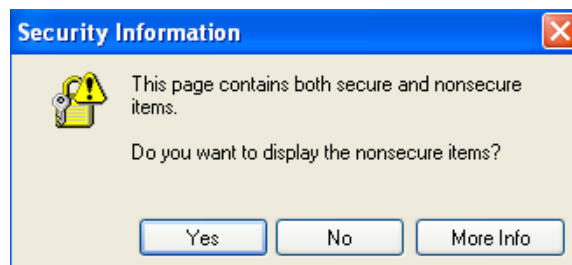 Security Information
This page contains both secure and nonsecure
items.
Do you want to display the nonsecure items?
Yes No More Info